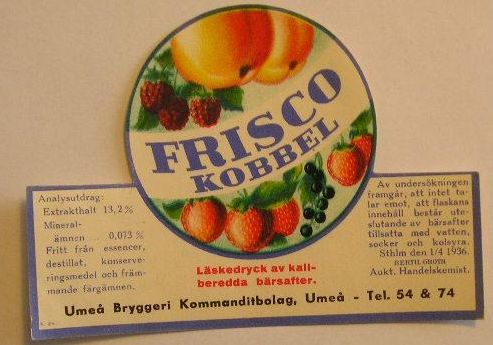 FRISCO
KOBBEL
Analysutdrag:
Extrakthalt 13,2 %
Mineral-
ämnen ... 0,073 %
Fritt från essencer,
destillat, konserve-
ringsmedel och främ-
mande färgämnen.
Läskedryck av kall-
beredda bärsafter.
Av undersökningen
framgår, att intet ta-
lar emot, att flaskans
innehåll består ute-
slutande av bärsafter
tillsatta med vatten,
socker och kolsyra.
Sthlm den 1/4 1936.
BERTIL GROTH
Aukt. Handelskemist.
Umeå Bryggeri Kommanditbolag, Umeå - Tel. 54 & 74